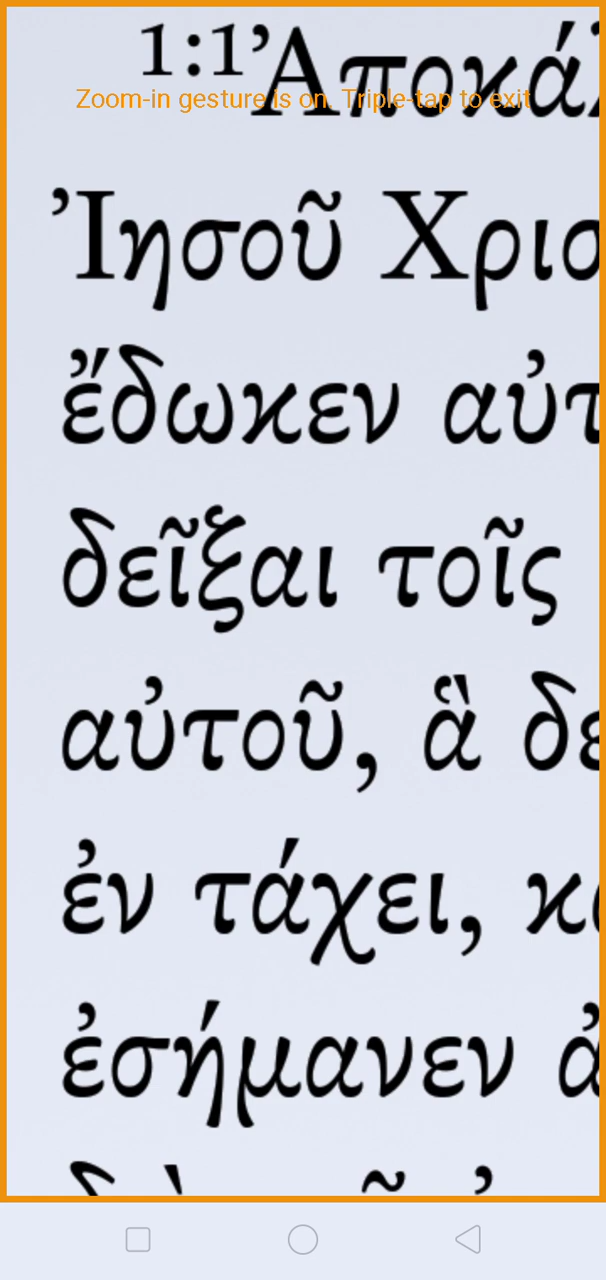 1:1 Ἀποκά
Zoom-in gesture is on. Triple-tap to exit
Ἰησοῦ Χρισ
ἔδωκεν αὐτ
δεῖξαι τοῖς
αὐτοῦ, ἃ δε
ἐν τάχει, κα
ἐσήμανεν ἀ